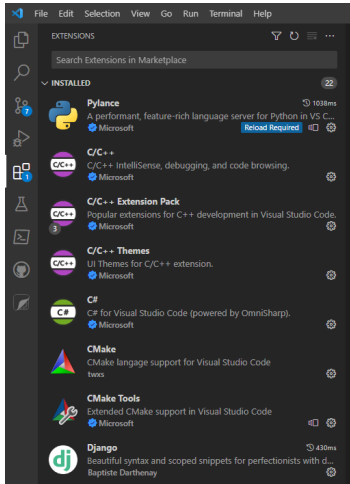 File Edit Selection View Go Run Terminal Help
EXTENSIONS
Search Extensions in Marketplace
INSTALLED 22
Pylance 1038ms
A performant, feature-rich language server for Python in VS C...
Microsoft Reload Required
C/C++
C/C++
C/C++ IntelliSense, debugging, and code browsing.
Microsoft
C/C++ Extension Pack
C/C++
Popular extensions for C++ development in Visual Studio Code.
3
Microsoft
C/C++ Themes
C/C++
UI Themes for C/C++ extension.
Microsoft
C#
C#
C# for Visual Studio Code (powered by OmniSharp).
Microsoft
CMake
CMake langage support for Visual Studio Code
twxs
CMake Tools
Extended CMake support in Visual Studio Code
Microsoft
Django 430ms
dj
Beautiful syntax and scoped snippets for perfectionists with d...
Baptiste Darthenay
7
1